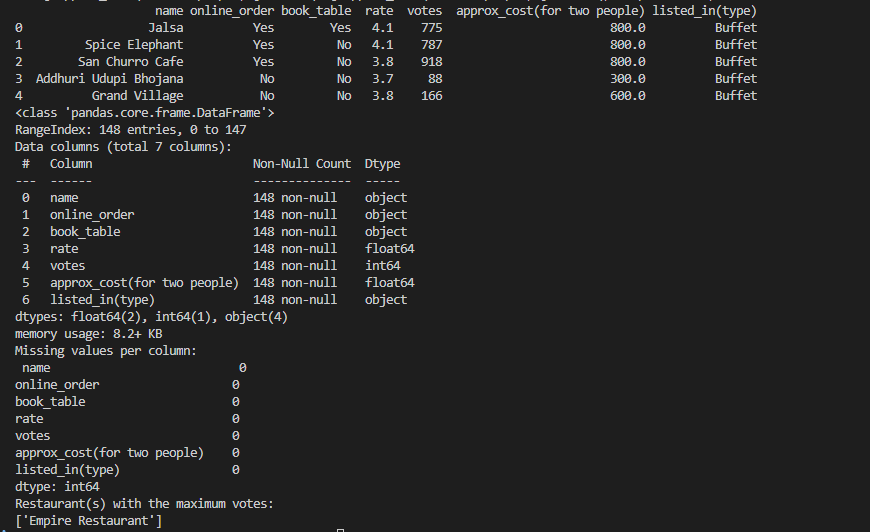 name online_order book_table  rate  votes  approx_cost(for two people) listed_in(type)
0                  Jalsa          Yes        Yes   4.1    775                        800.0          Buffet
1         Spice Elephant          Yes         No   4.1    787                        800.0          Buffet
2        San Churro Cafe          Yes         No   3.8    918                        800.0          Buffet
3  Addhuri Udupi Bhojana           No         No   3.7     88                        300.0          Buffet
4          Grand Village           No         No   3.8    166                        600.0          Buffet
<class 'pandas.core.frame.DataFrame'>
RangeIndex: 148 entries, 0 to 147
Data columns (total 7 columns):
 #   Column                       Non-Null Count  Dtype
---  ------                       --------------  -----
 0   name                         148 non-null    object
 1   online_order                 148 non-null    object
 2   book_table                   148 non-null    object
 3   rate                         148 non-null    float64
 4   votes                        148 non-null    int64
 5   approx_cost(for two people)  148 non-null    float64
 6   listed_in(type)              148 non-null    object
dtypes: float64(2), int64(1), object(4)
memory usage: 8.2+ KB
Missing values per column:
 name                           0
online_order                   0
book_table                     0
rate                           0
votes                          0
approx_cost(for two people)    0
listed_in(type)                0
dtype: int64
Restaurant(s) with the maximum votes:
['Empire Restaurant']